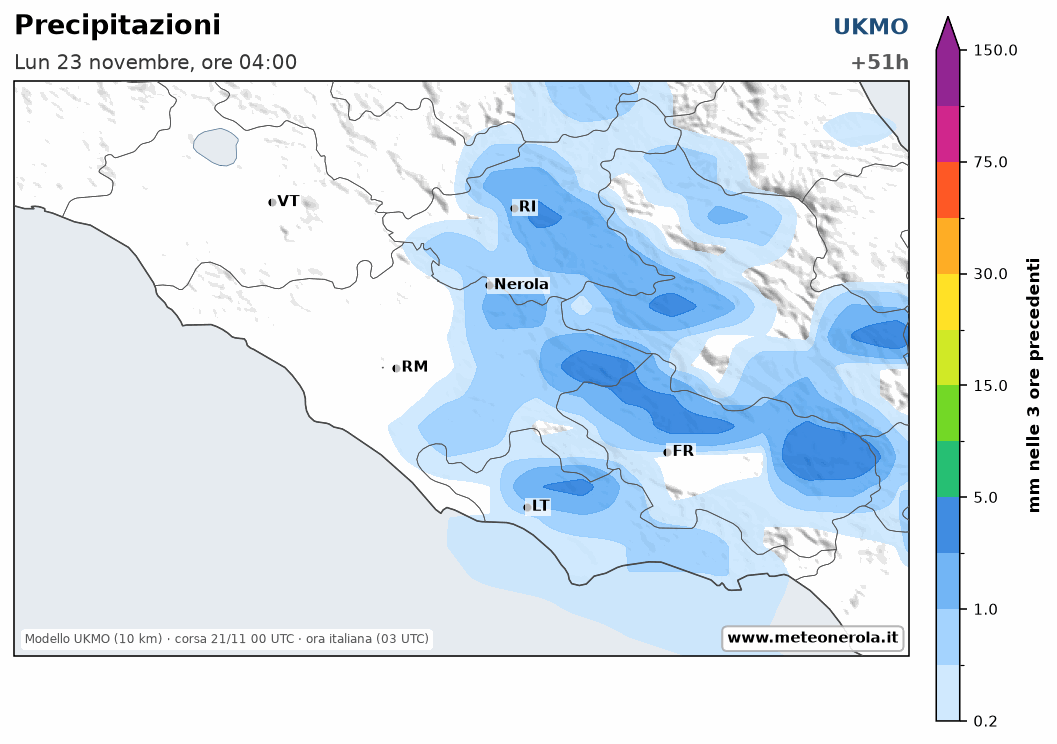 Precipitazioni
UKMO
Lun 23 novembre, ore 04:00
+51h
150.0
75.0
30.0
15.0
5.0
1.0
0.2
mm nelle 3 ore precedenti
VT
RI
Nerola
RM
FR
LT
Modello UKMO (10 km) · corsa 21/11 00 UTC · ora italiana (03 UTC)
www.meteonerola.it